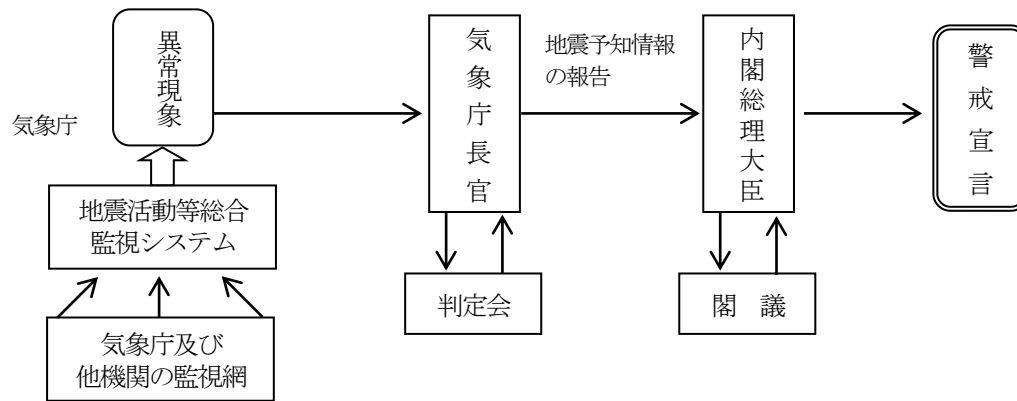 気象庁
異常現象
地震活動等総合
監視システム
気象庁及び
他機関の監視網
気象庁長官
判定会
地震予知情報
の報告
内閣総理大臣
閣　議
警戒宣言